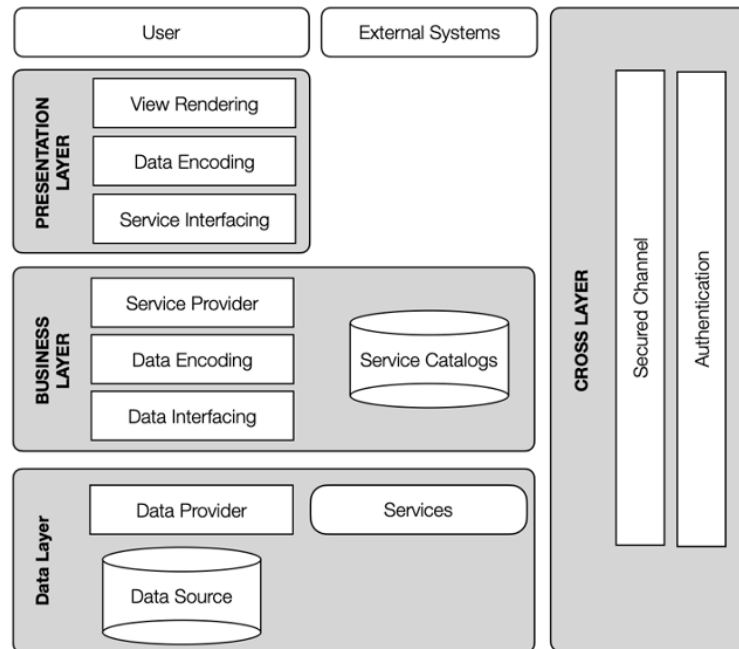 User
External Systems
PRESENTATION
LAYER
View Rendering
Data Encoding
Service Interfacing
BUSINESS
LAYER
Service Provider
Data Encoding
Data Interfacing
Service Catalogs
Data Layer
Data Provider
Services
Data Source
CROSS LAYER
Secured Channel
Authentication